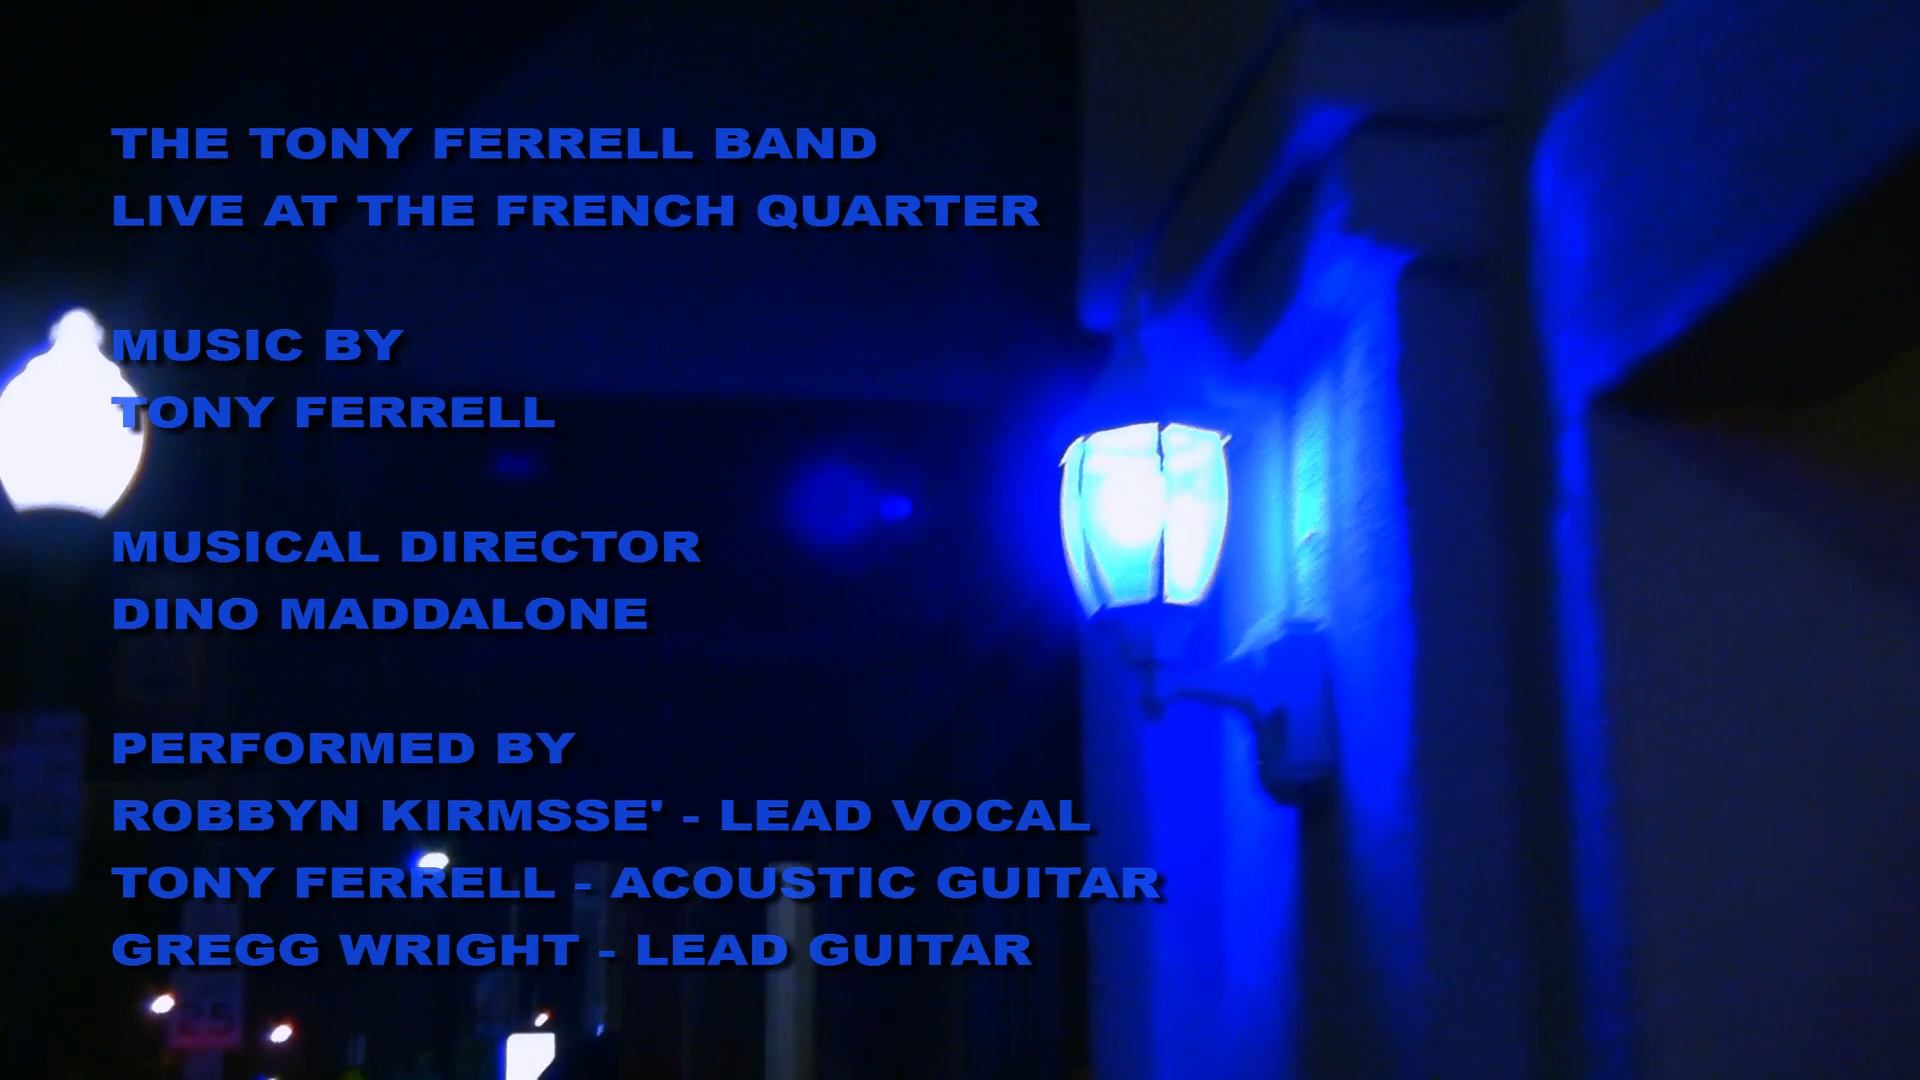 THE TONY FERRELL BAND
LIVE AT THE FRENCH QUARTER
MUSIC BY
TONY FERRELL
MUSICAL DIRECTOR
DINO MADDALONE
PERFORMED BY
ROBBYN KIRMSSE' - LEAD VOCAL
TONY FERRELL - ACOUSTIC GUITAR
GREGG WRIGHT - LEAD GUITAR
25